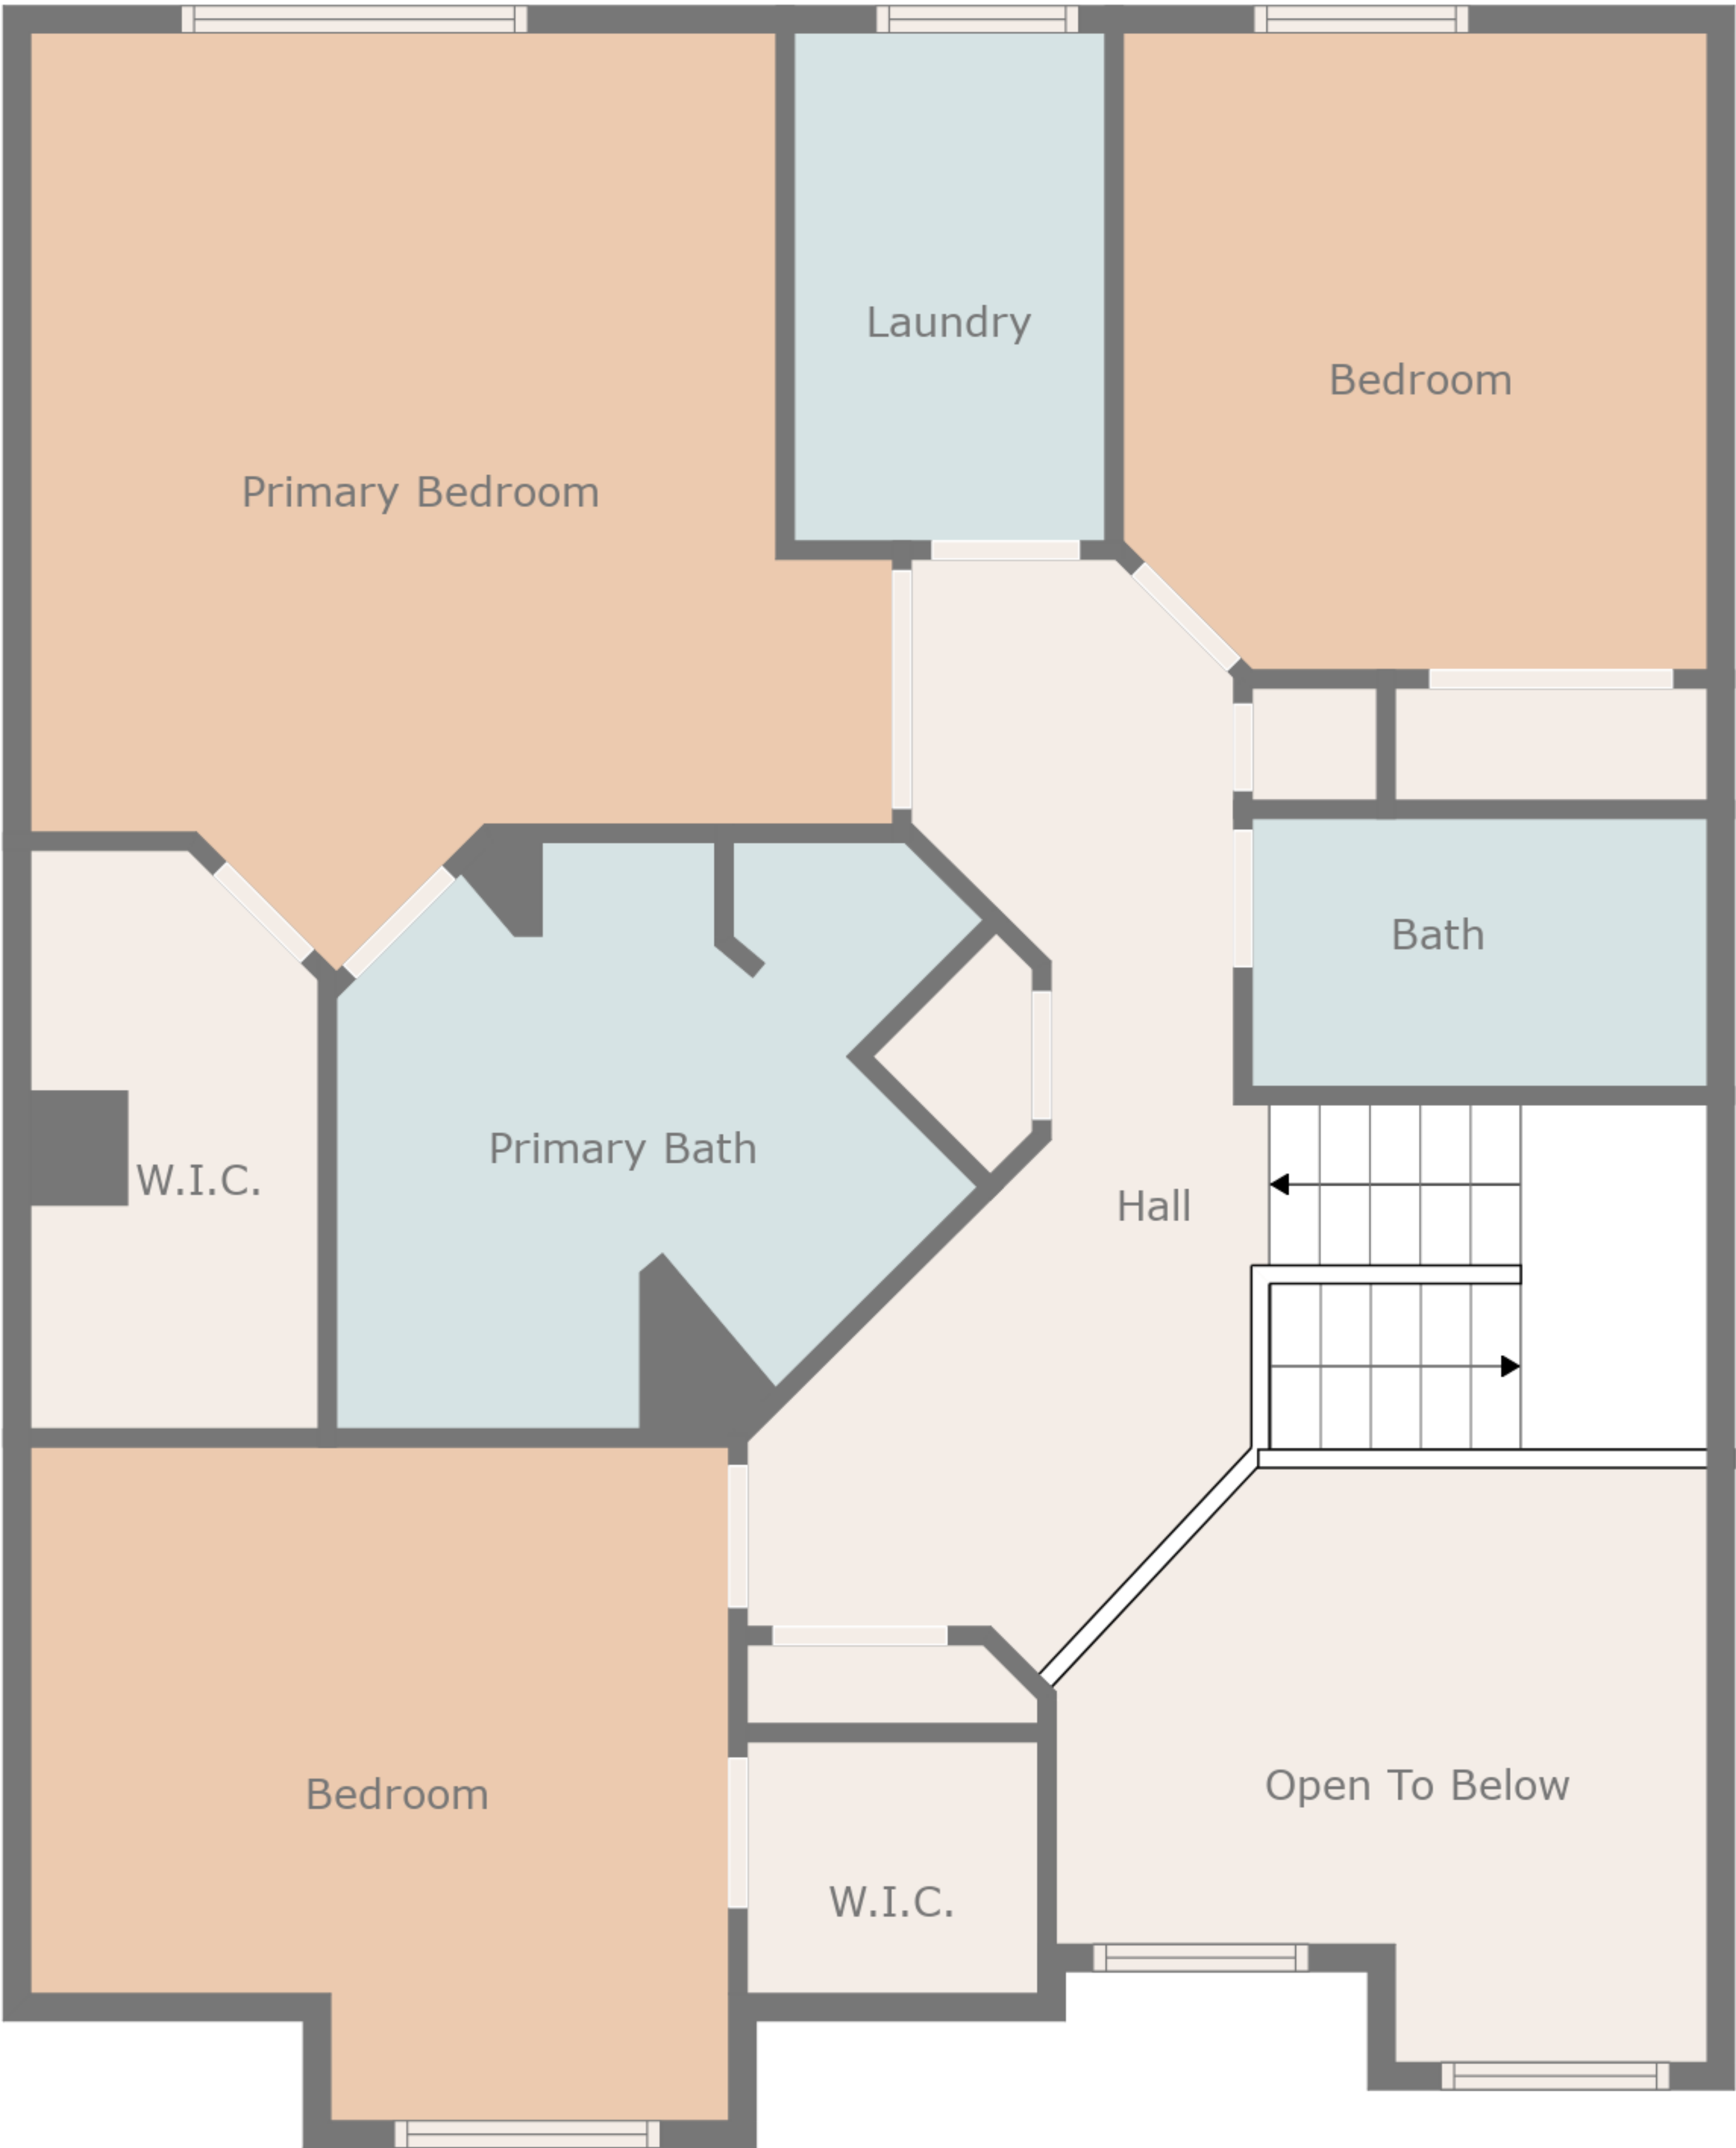 Laundry
Bedroom
Primary Bedroom
Bath
Primary Bath
W.I.C.
Hall
Open To Below
Bedroom
W.I.C.